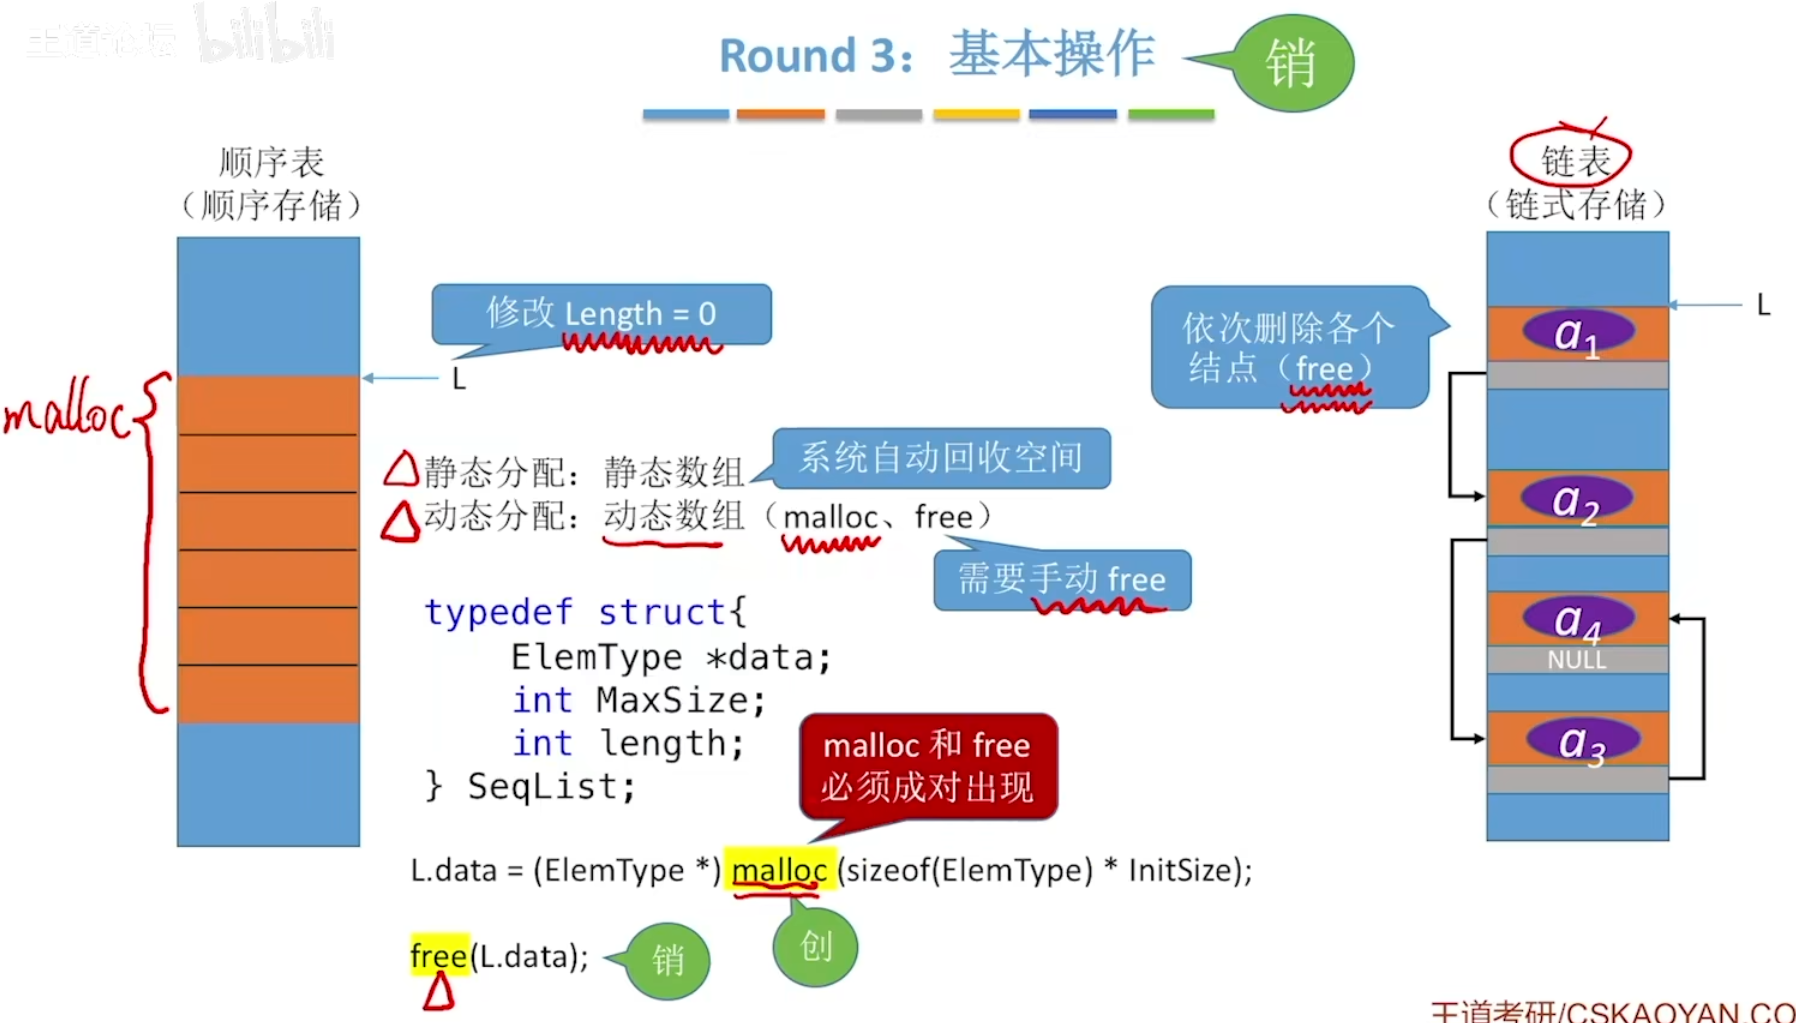 王道论坛 bilibili
Round 3：基本操作
销
顺序表
（顺序存储）
修改 Length = 0
L
malloc
静态分配：静态数组
系统自动回收空间
动态分配：动态数组（malloc、free）
需要手动 free
typedef struct{
ElemType *data;
int MaxSize;
int length;
} SeqList;
malloc 和 free
必须成对出现
L.data = (ElemType *) malloc (sizeof(ElemType) * InitSize);
创
free(L.data);
销
链表
（链式存储）
依次删除各个
结点（free）
L
a1
a2
a4
NULL
a3
王道考研/CSKAOYAN.CO